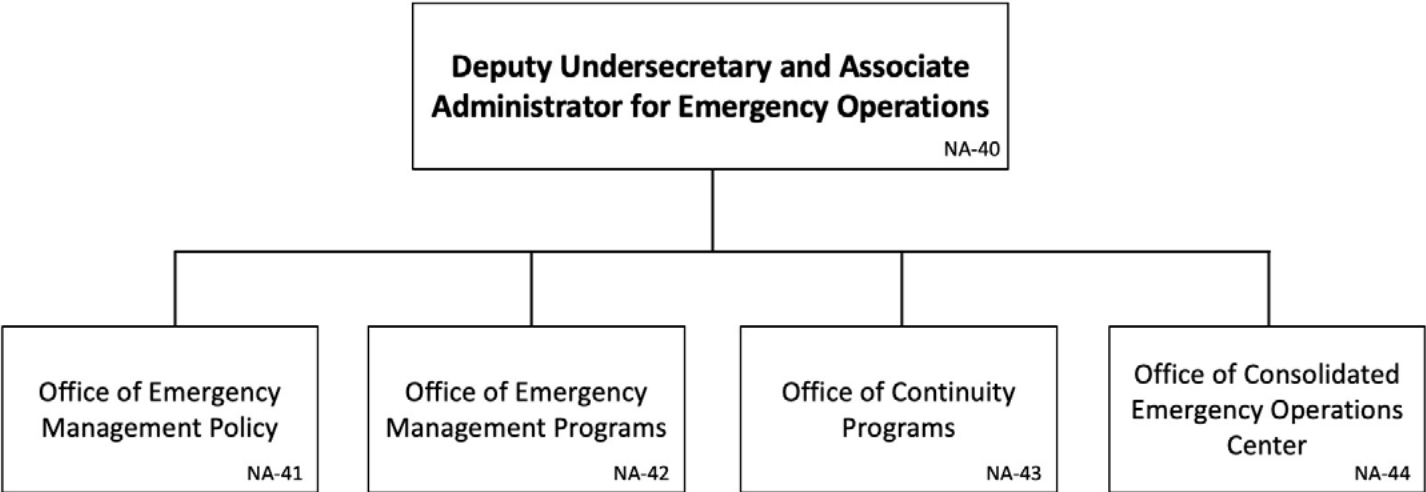 Deputy Undersecretary and Associate
Administrator for Emergency Operations
NA-40
Office of Emergency
Management Policy
NA-41
Office of Emergency
Management Programs
NA-42
Office of Continuity
Programs
NA-43
Office of Consolidated
Emergency Operations
Center
NA-44